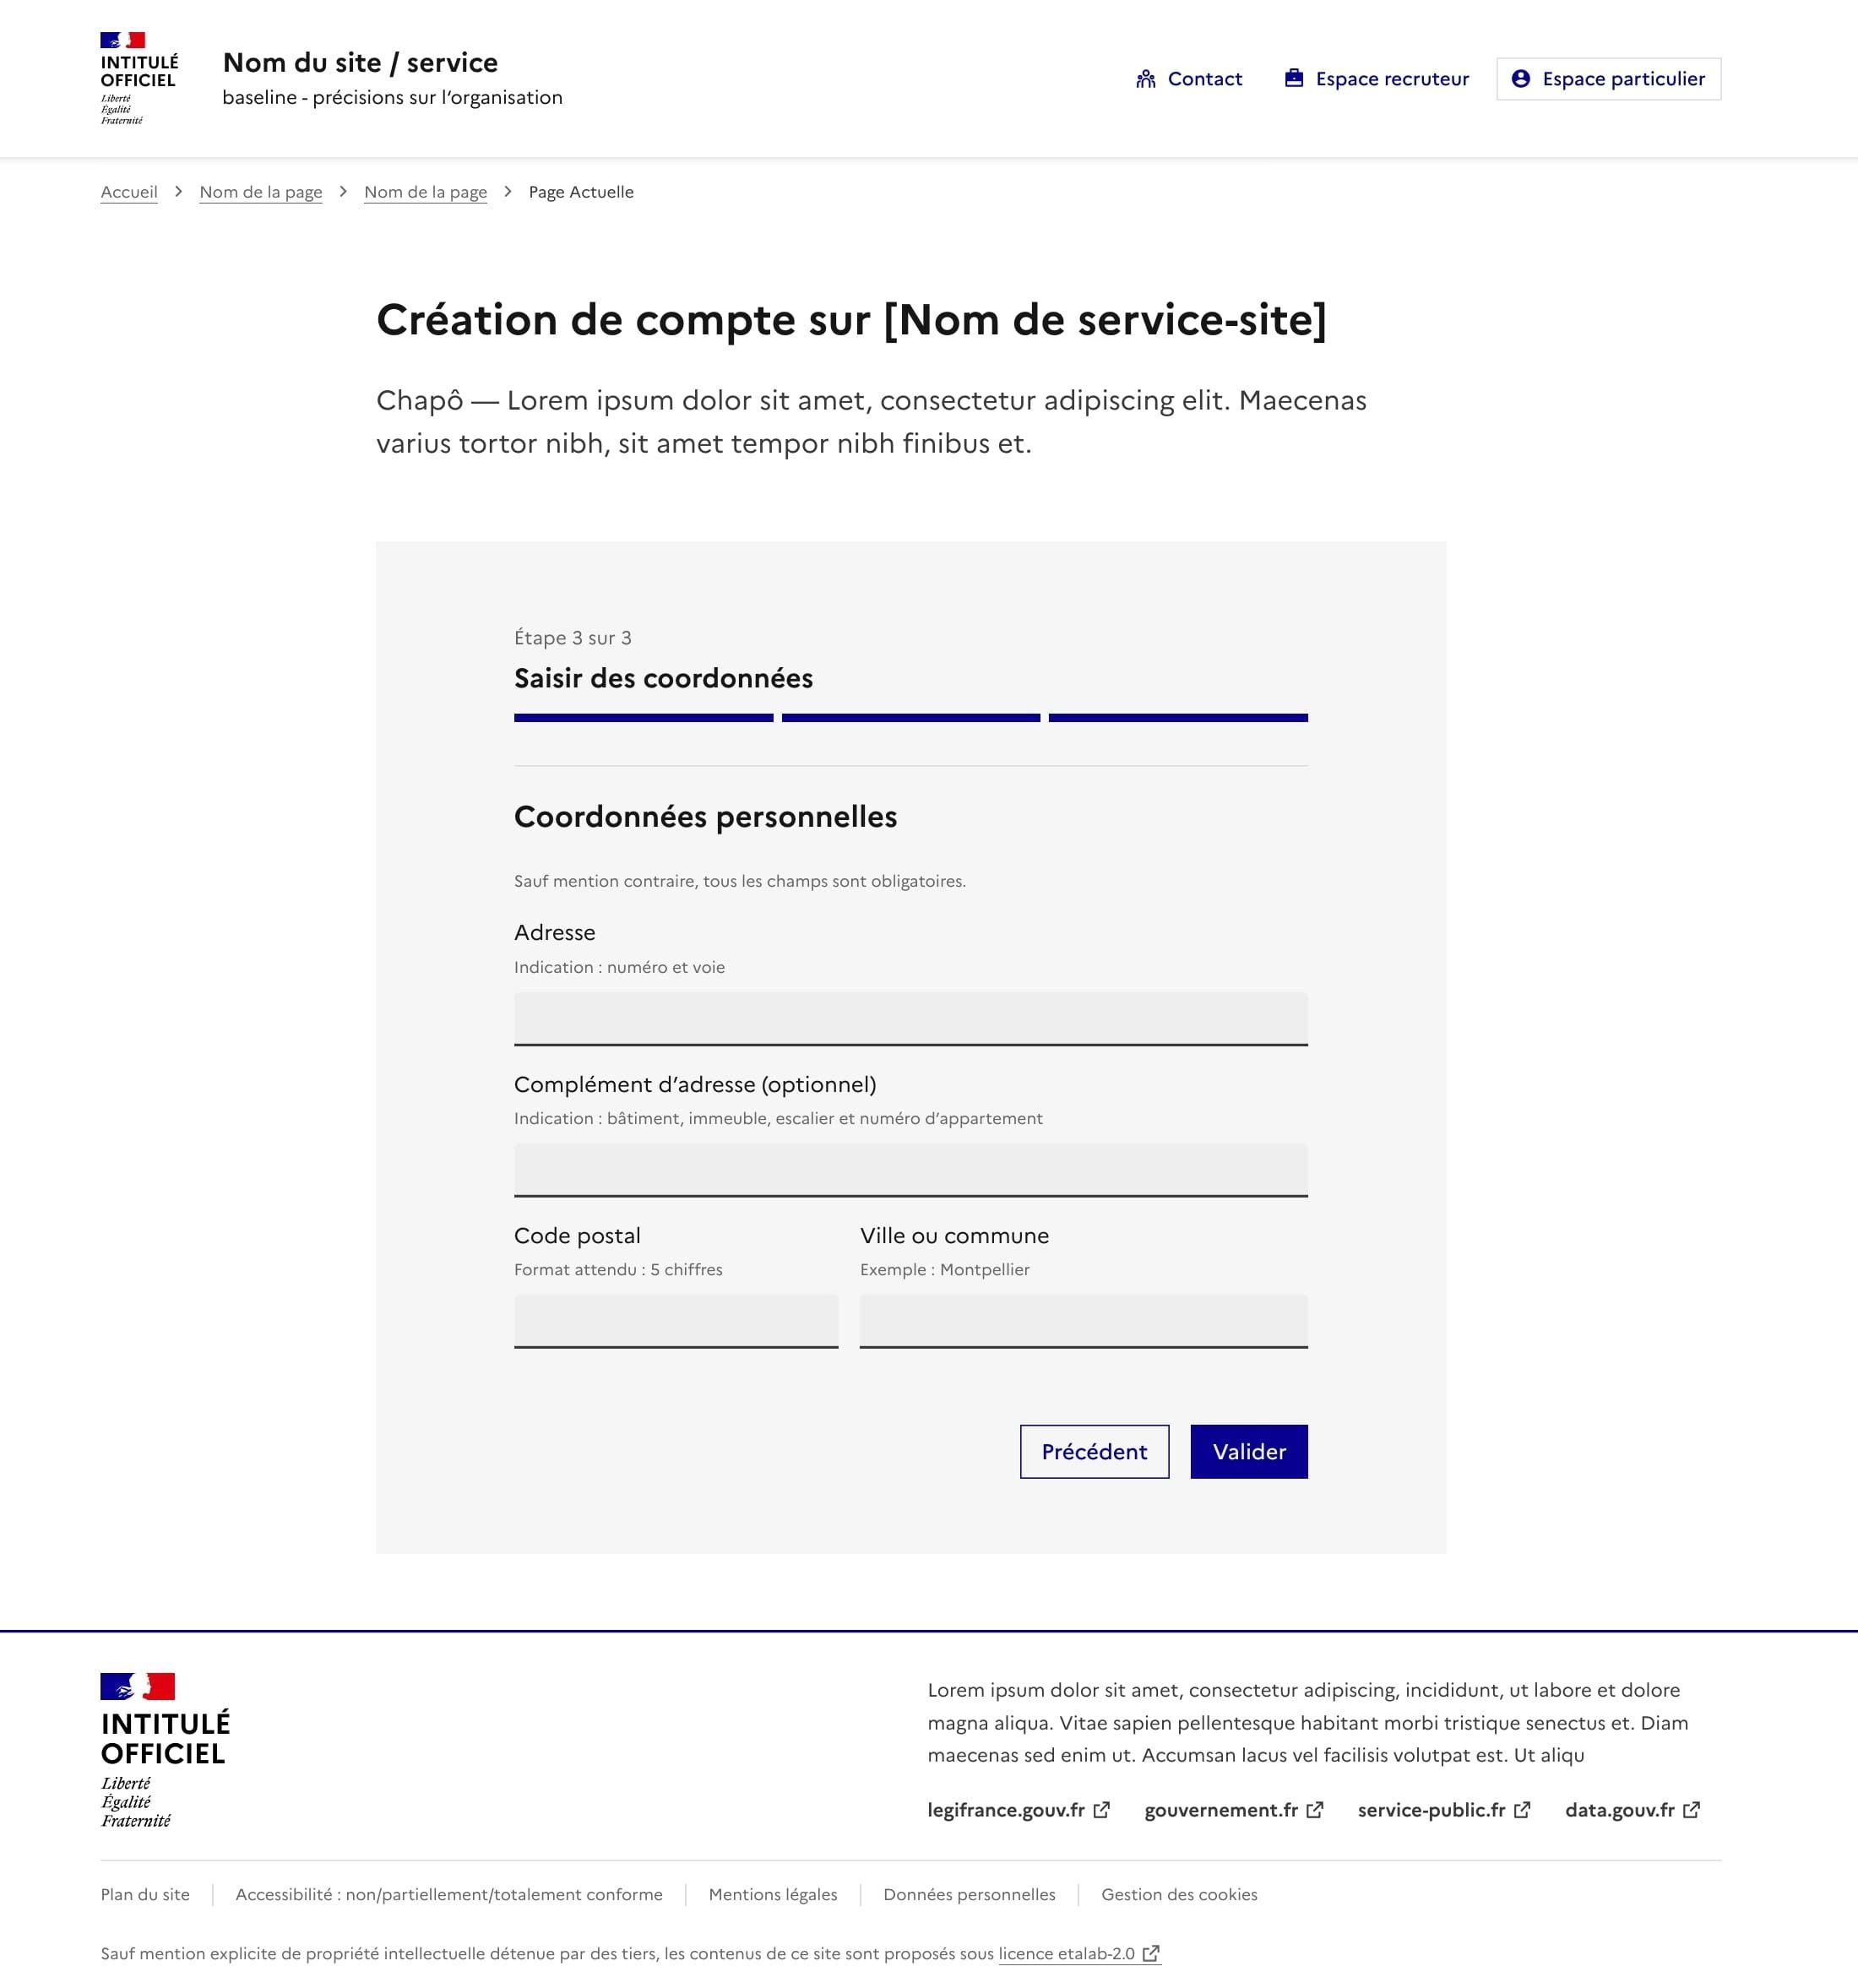 INTITULÉ
OFFICIEL
Liberté
Égalité
Fraternité
Nom du site / service
baseline - précisions sur l’organisation
Contact
Espace recruteur
Espace particulier
Accueil
Nom de la page
Nom de la page
Page Actuelle
Création de compte sur [Nom de service-site]
Chapô — Lorem ipsum dolor sit amet, consectetur adipiscing elit. Maecenas
varius tortor nibh, sit amet tempor nibh finibus et.
Étape 3 sur 3
Saisir des coordonnées
Coordonnées personnelles
Sauf mention contraire, tous les champs sont obligatoires.
Adresse
Indication : numéro et voie
Complément d’adresse (optionnel)
Indication : bâtiment, immeuble, escalier et numéro d’appartement
Code postal
Format attendu : 5 chiffres
Ville ou commune
Exemple : Montpellier
Précédent
Valider
INTITULÉ
OFFICIEL
Liberté
Égalité
Fraternité
Lorem ipsum dolor sit amet, consectetur adipiscing, incididunt, ut labore et dolore
magna aliqua. Vitae sapien pellentesque habitant morbi tristique senectus et. Diam
maecenas sed enim ut. Accumsan lacus vel facilisis volutpat est. Ut aliqu
legifrance.gouv.fr
gouvernement.fr
service-public.fr
data.gouv.fr
Plan du site
Accessibilité : non/partiellement/totalement conforme
Mentions légales
Données personnelles
Gestion des cookies
Sauf mention explicite de propriété intellectuelle détenue par des tiers, les contenus de ce site sont proposés sous licence etalab-2.0